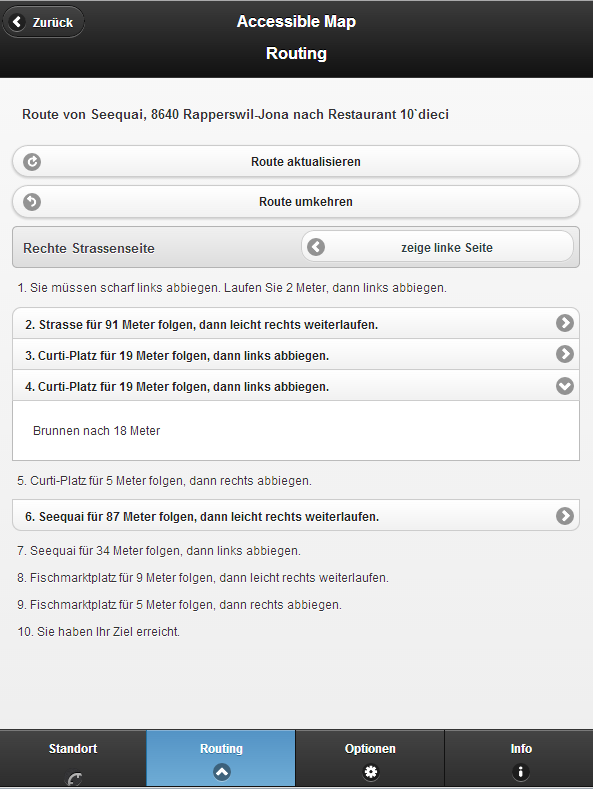 Zurück
Accessible Map
Routing
Route von Seequai, 8640 Rapperswil-Jona nach Restaurant 10`dieci
Route aktualisieren
Route umkehren
Rechte Strassenseite
zeige linke Seite
1. Sie müssen scharf links abbiegen. Laufen Sie 2 Meter, dann links abbiegen.
2. Strasse für 91 Meter folgen, dann leicht rechts weiterlaufen.
3. Curti-Platz für 19 Meter folgen, dann links abbiegen.
4. Curti-Platz für 19 Meter folgen, dann links abbiegen.
Brunnen nach 18 Meter
5. Curti-Platz für 5 Meter folgen, dann rechts abbiegen.
6. Seequai für 87 Meter folgen, dann leicht rechts weiterlaufen.
7. Seequai für 34 Meter folgen, dann links abbiegen.
8. Fischmarktplatz für 9 Meter folgen, dann leicht rechts weiterlaufen.
9. Fischmarktplatz für 5 Meter folgen, dann rechts abbiegen.
10. Sie haben Ihr Ziel erreicht.
Standort
Routing
Optionen
Info